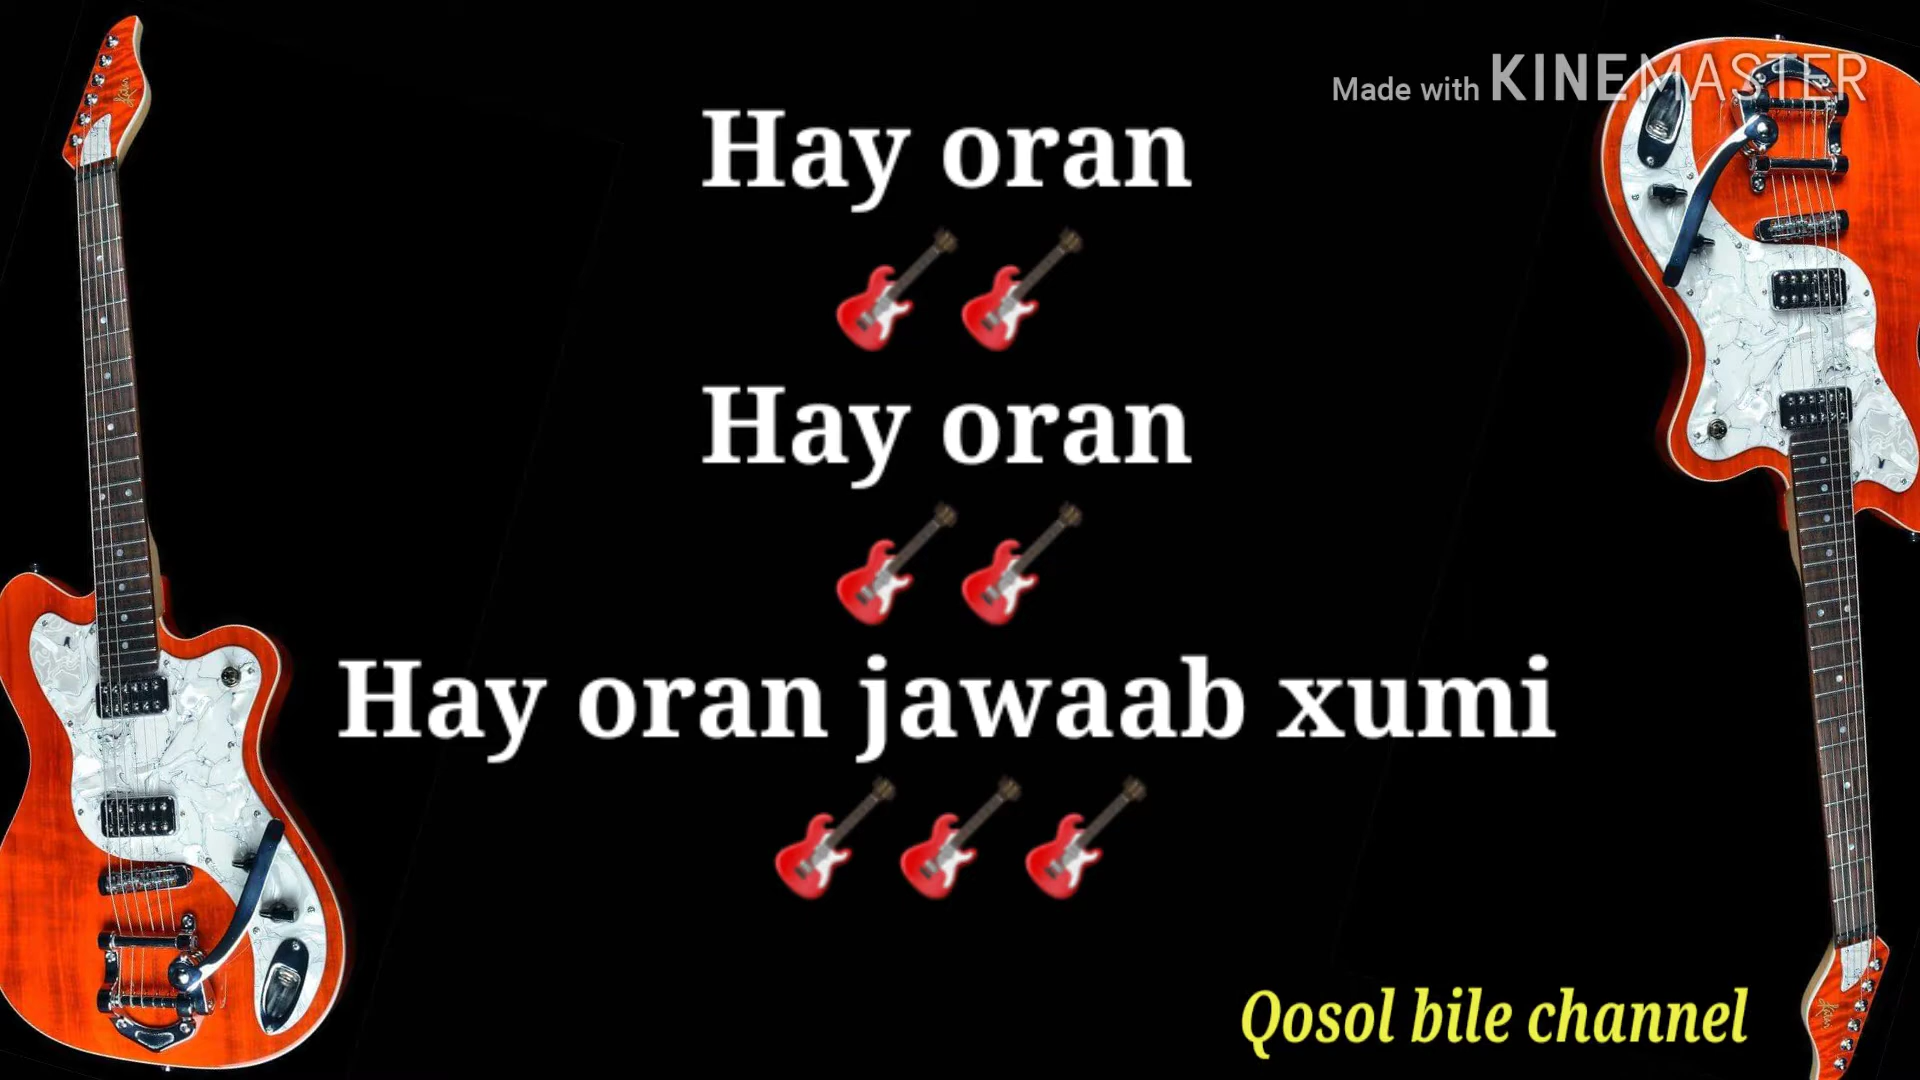 Made with KINEMASTER
Hay oran
🎸🎸
Hay oran
🎸🎸
Hay oran jawaab xumi
🎸🎸🎸
Qosol bile channel